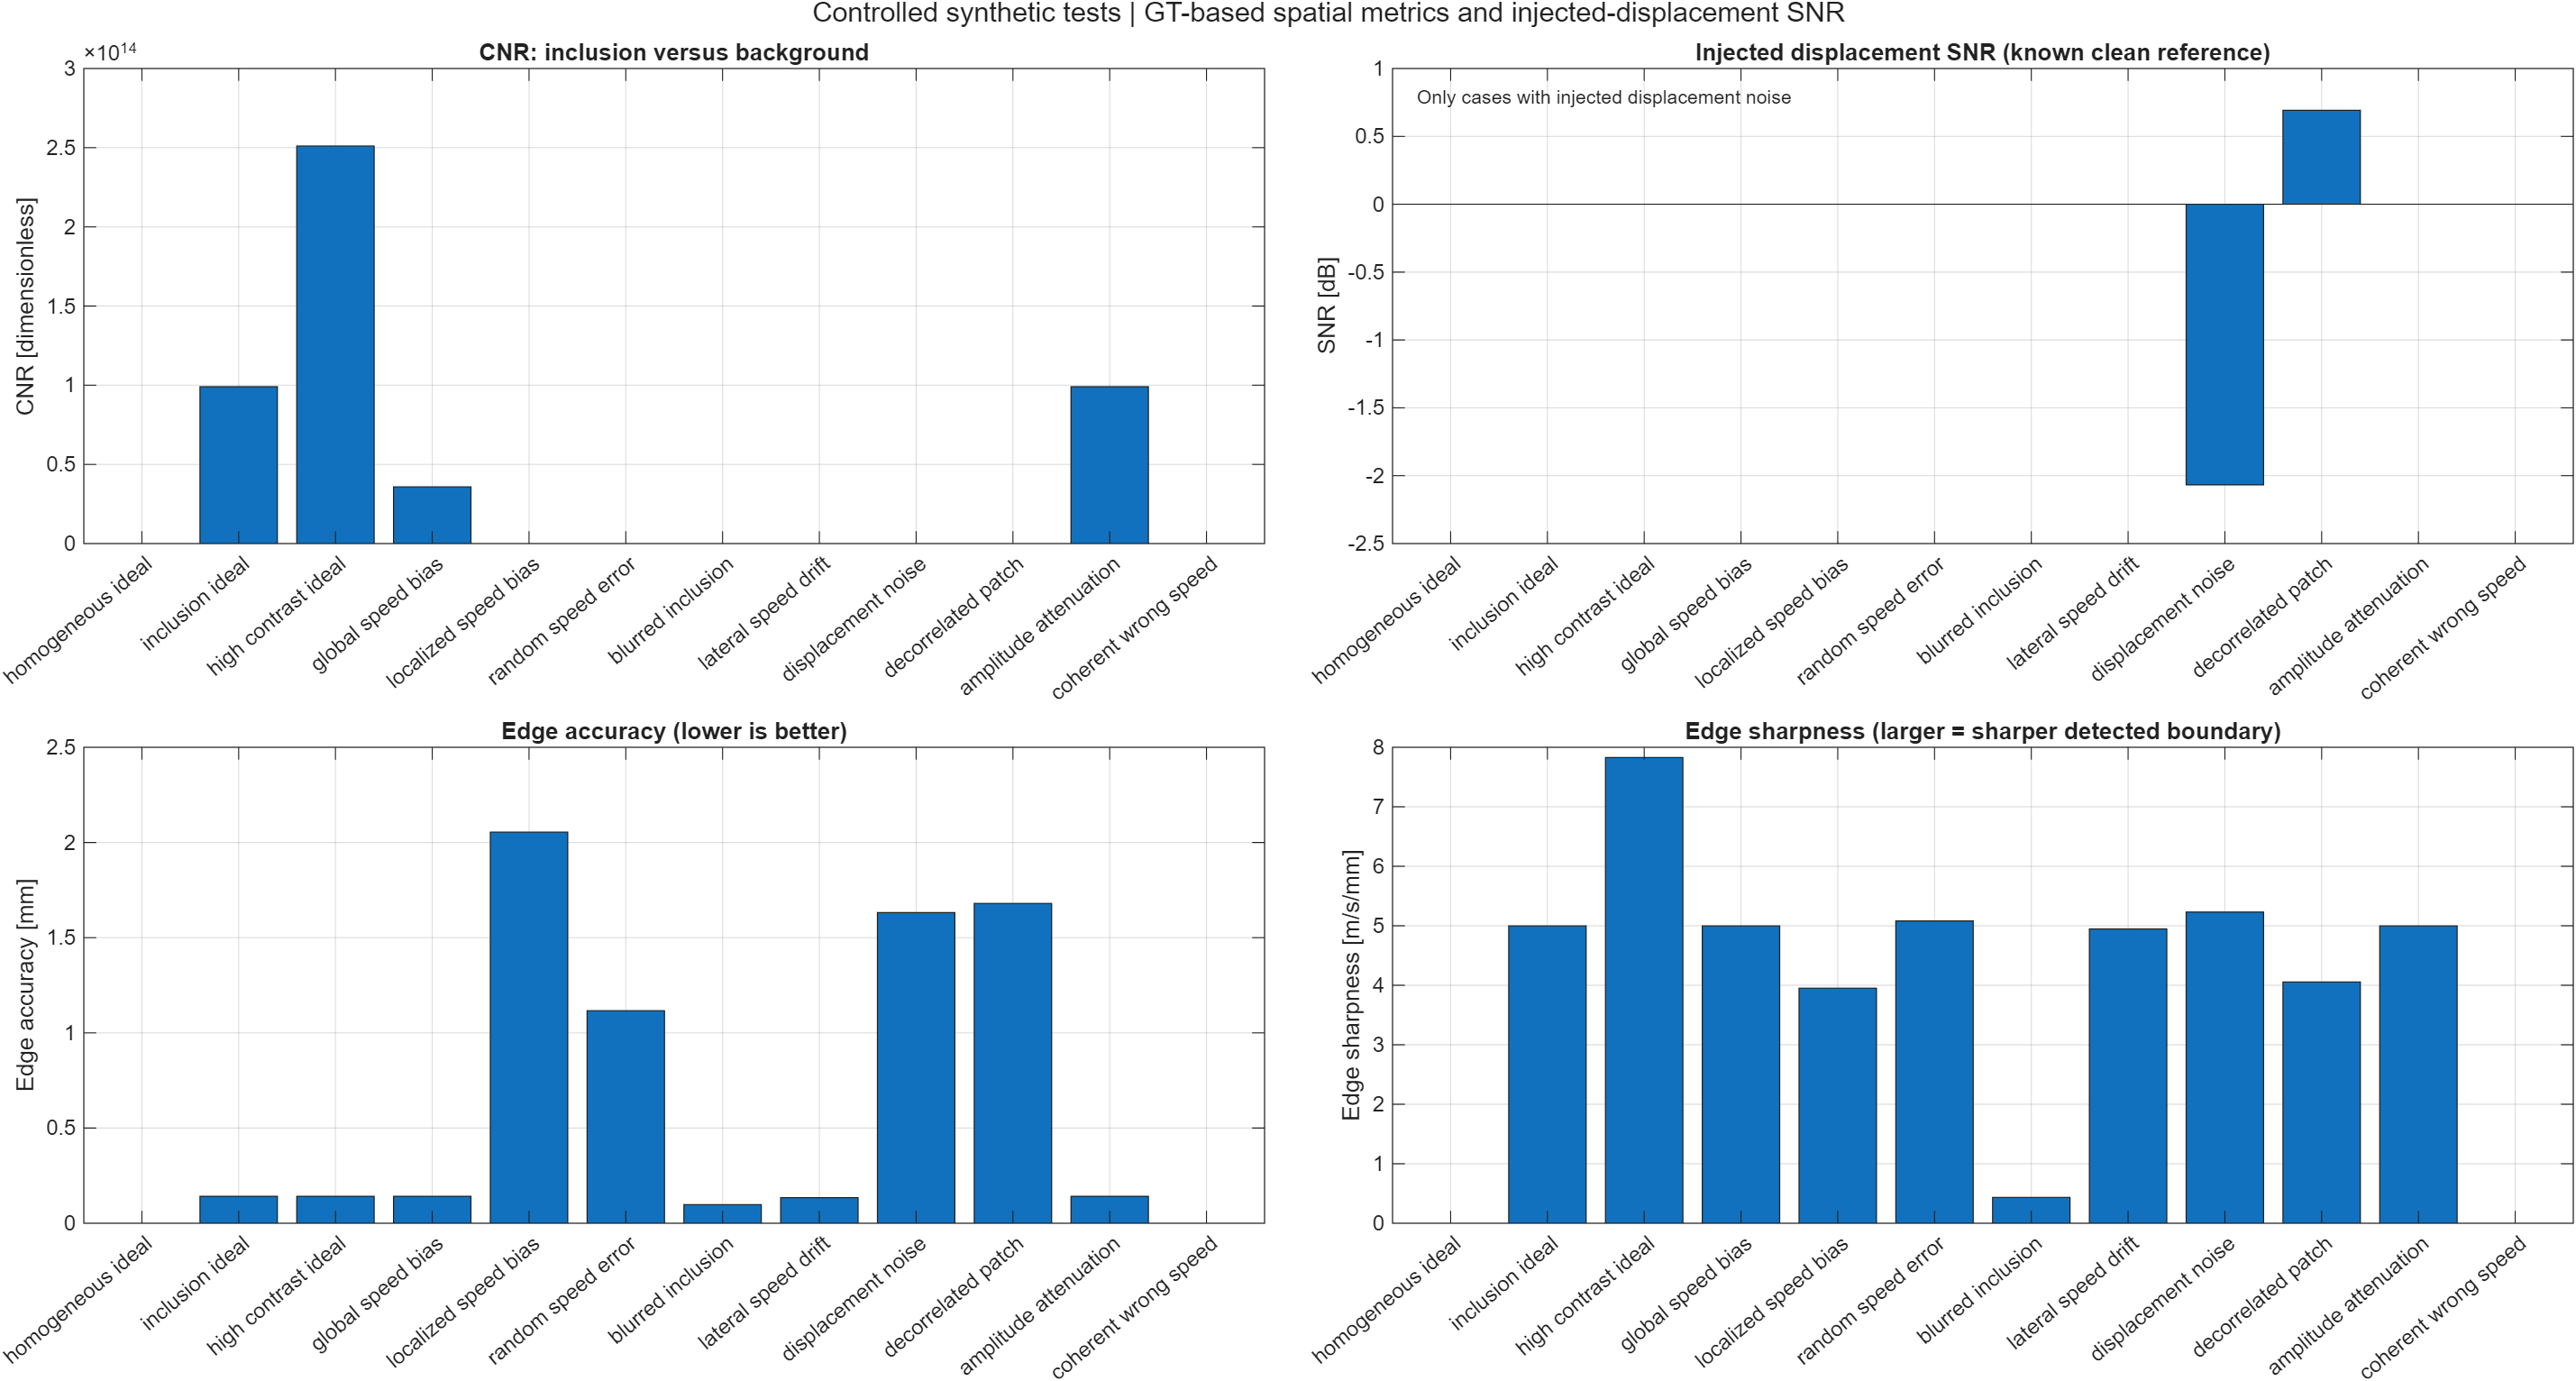 Controlled synthetic tests | GT-based spatial metrics and injected-displacement SNR
CNR: inclusion versus background
×10¹⁴
CNR [dimensionless]
3
2.5
2
1.5
1
0.5
0
homogeneous ideal
inclusion ideal
high contrast ideal
global speed bias
localized speed bias
random speed error
blurred inclusion
lateral speed drift
displacement noise
decorrelated patch
amplitude attenuation
coherent wrong speed
Injected displacement SNR (known clean reference)
Only cases with injected displacement noise
SNR [dB]
1
0.5
0
-0.5
-1
-1.5
-2
-2.5
homogeneous ideal
inclusion ideal
high contrast ideal
global speed bias
localized speed bias
random speed error
blurred inclusion
lateral speed drift
displacement noise
decorrelated patch
amplitude attenuation
coherent wrong speed
Edge accuracy (lower is better)
Edge accuracy [mm]
2.5
2
1.5
1
0.5
0
homogeneous ideal
inclusion ideal
high contrast ideal
global speed bias
localized speed bias
random speed error
blurred inclusion
lateral speed drift
displacement noise
decorrelated patch
amplitude attenuation
coherent wrong speed
Edge sharpness (larger = sharper detected boundary)
Edge sharpness [m/s/mm]
8
7
6
5
4
3
2
1
0
homogeneous ideal
inclusion ideal
high contrast ideal
global speed bias
localized speed bias
random speed error
blurred inclusion
lateral speed drift
displacement noise
decorrelated patch
amplitude attenuation
coherent wrong speed